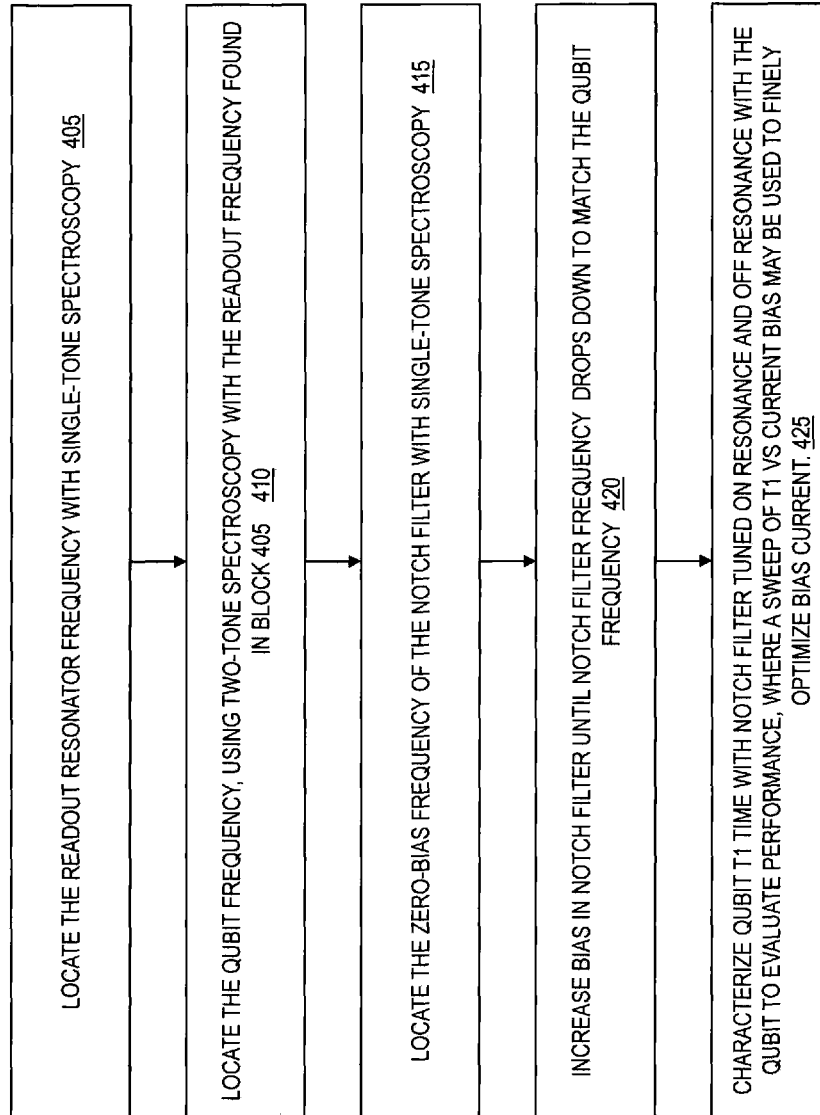 LOCATE THE READOUT RESONATOR FREQUENCY WITH SINGLE-TONE SPECTROSCOPY 405
LOCATE THE QUBIT FREQUENCY, USING TWO-TONE SPECTROSCOPY WITH THE READOUT FREQUENCY FOUND
IN BLOCK 405 410
LOCATE THE ZERO-BIAS FREQUENCY OF THE NOTCH FILTER WITH SINGLE-TONE SPECTROSCOPY 415
INCREASE BIAS IN NOTCH FILTER UNTIL NOTCH FILTER FREQUENCY DROPS DOWN TO MATCH THE QUBIT
FREQUENCY 420
CHARACTERIZE QUBIT T1 TIME WITH NOTCH FILTER TUNED ON RESONANCE AND OFF RESONANCE WITH THE
QUBIT TO EVALUATE PERFORMANCE, WHERE A SWEEP OF T1 VS CURRENT BIAS MAY BE USED TO FINELY
OPTIMIZE BIAS CURRENT. 425